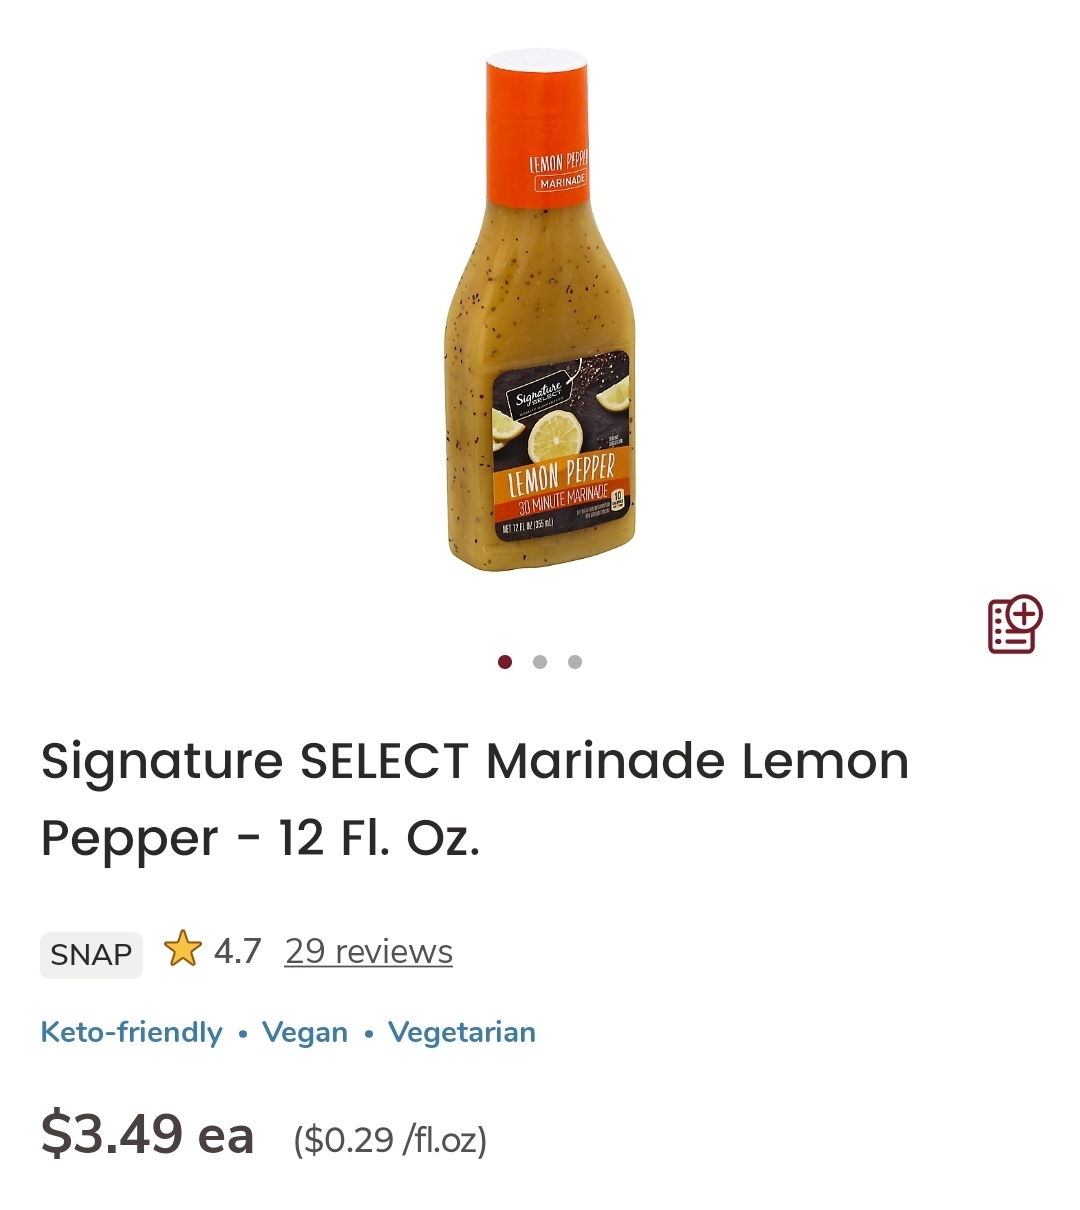 LEMON PEPPER
MARINADE
Signature
SELECT
LEMON PEPPER
30 MINUTE MARINADE
10
NET 12 FL OZ (355 mL)
Signature SELECT Marinade Lemon
Pepper - 12 Fl. Oz.
SNAP 4.7 29 reviews
Keto-friendly • Vegan • Vegetarian
$3.49 ea ($0.29 /fl.oz)